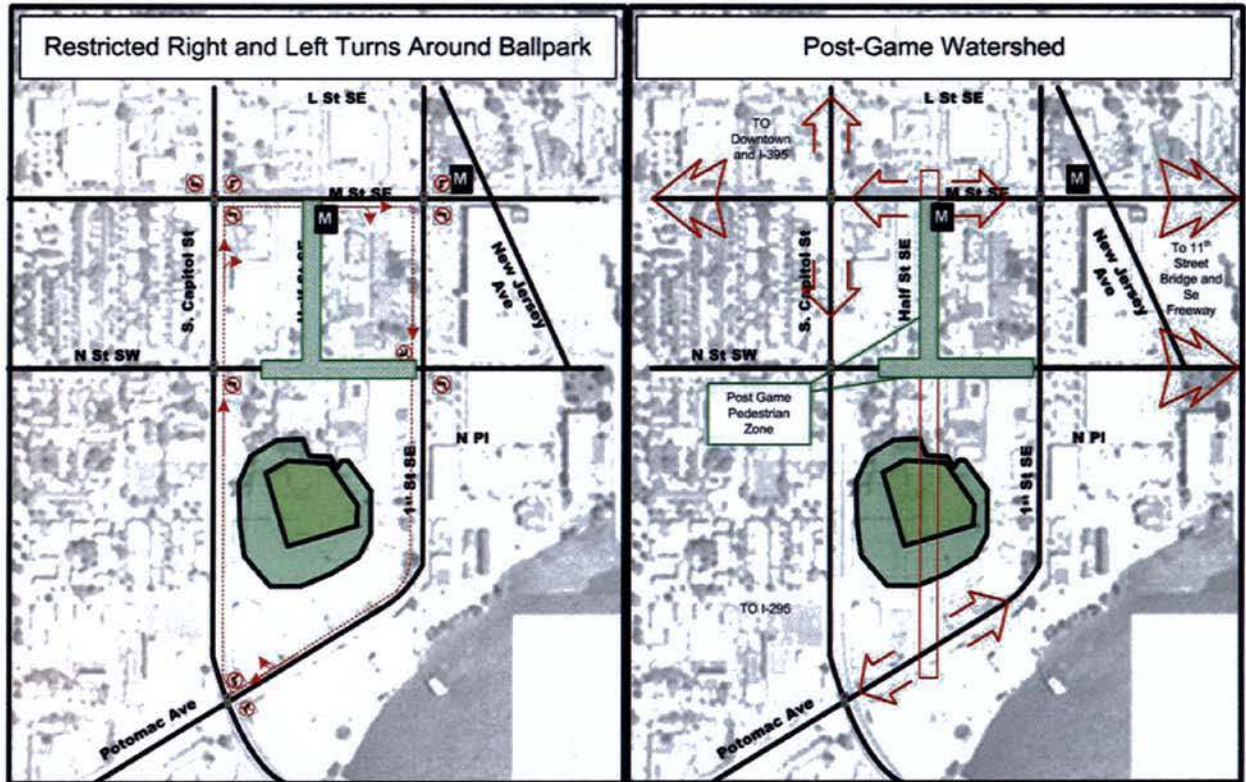 Restricted Right and Left Turns Around Ballpark
L St SE
M
M St SE
M
S. Capitol St
Half St SE
New Jersey
Ave
N St SW
N Pl
1st St SE
Potomac Ave
Post-Game Watershed
L St SE
TO
Downtown
and I-395
M
M St SE
M
S. Capitol St
Half St SE
New Jersey
Ave
To 11th
Street
Bridge and
Se
Freeway
N St SW
Post Game
Pedestrian
Zone
N Pl
1st St SE
TO I-295
Potomac Ave